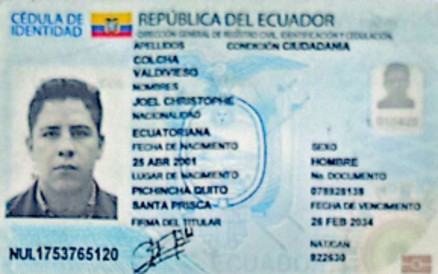 CÉDULA DE IDENTIDAD
REPÚBLICA DEL ECUADOR
DIRECCIÓN GENERAL DE REGISTRO CIVIL, IDENTIFICACIÓN Y CEDULACIÓN
APELLIDOS CONDICIÓN CIUDADANÍA
COLCHA
VALDIVIESO
NOMBRES
JOEL CHRISTOPHE
NACIONALIDAD
ECUATORIANA
FECHA DE NACIMIENTO SEXO
25 ABR 2001 HOMBRE
LUGAR DE NACIMIENTO No. DOCUMENTO
PICHINCHA QUITO 078928138
SANTA PRISCA FECHA DE VENCIMIENTO
FIRMA DEL TITULAR 26 FEB 2034
NUI.1753765120
NAT/CAN
822630